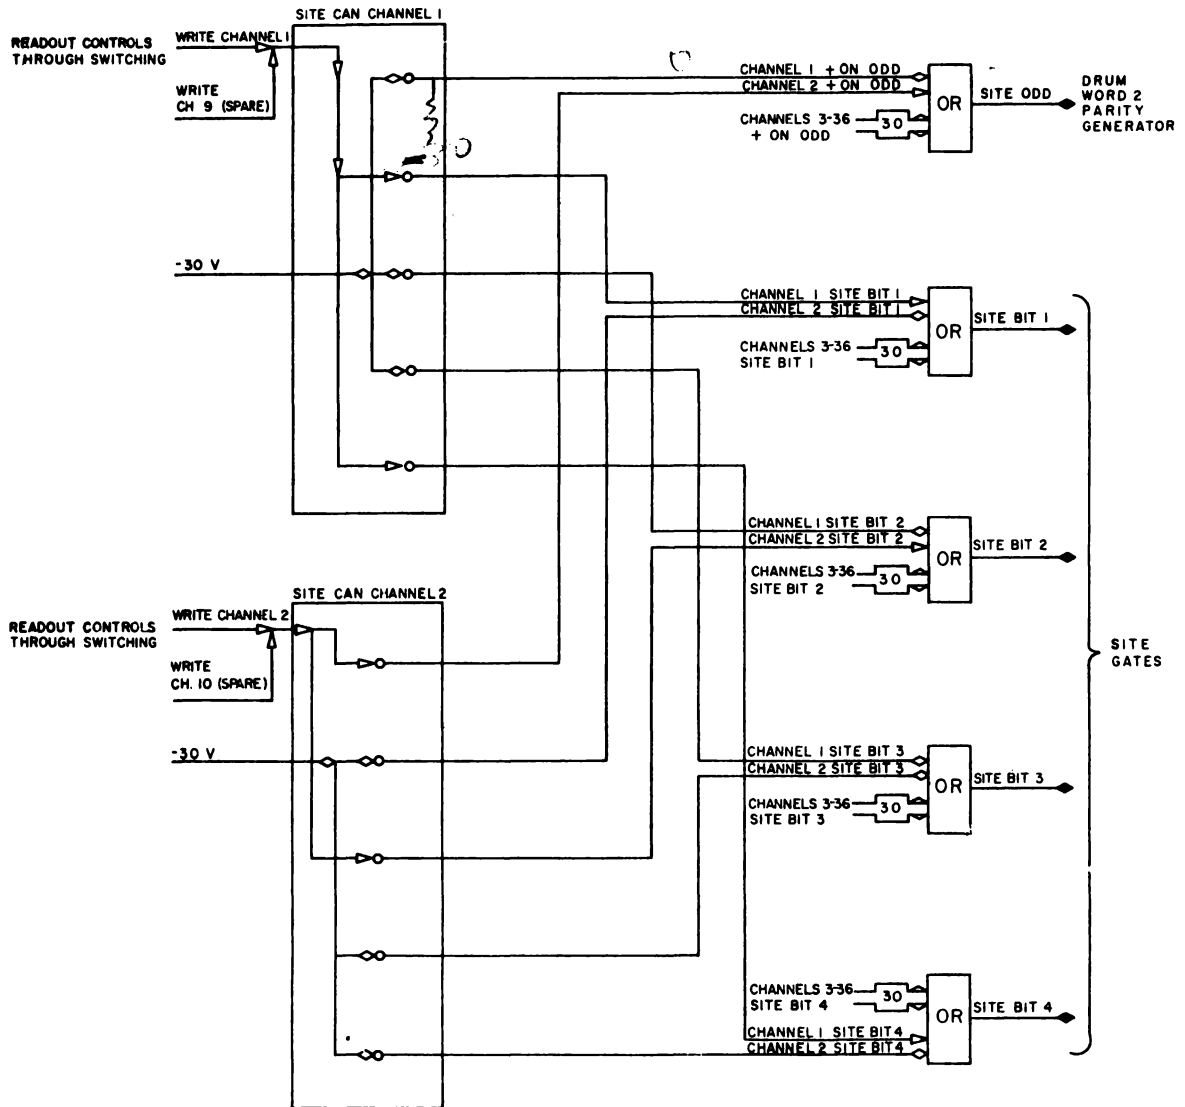 SITE CAN CHANNEL 1
READOUT CONTROLS
THROUGH SWITCHING
WRITE CHANNEL 1
WRITE
CH 9 (SPARE)
-30 V
CHANNEL 1 + ON ODD
CHANNEL 2 + ON ODD
CHANNELS 3-36
+ ON ODD
30
OR
SITE ODD
DRUM
WORD 2
PARITY
GENERATOR
CHANNEL 1 SITE BIT 1
CHANNEL 2 SITE BIT 1
CHANNELS 3-36
SITE BIT 1
30
OR
SITE BIT 1
CHANNEL 1 SITE BIT 2
CHANNEL 2 SITE BIT 2
CHANNELS 3-36
SITE BIT 2
30
OR
SITE BIT 2
SITE CAN CHANNEL 2
READOUT CONTROLS
THROUGH SWITCHING
WRITE CHANNEL 2
WRITE
CH. 10 (SPARE)
-30 V
SITE
GATES
CHANNEL 1 SITE BIT 3
CHANNEL 2 SITE BIT 3
CHANNELS 3-36
SITE BIT 3
30
OR
SITE BIT 3
CHANNELS 3-36
SITE BIT 4
30
OR
SITE BIT 4
CHANNEL 1 SITE BIT 4
CHANNEL 2 SITE BIT 4